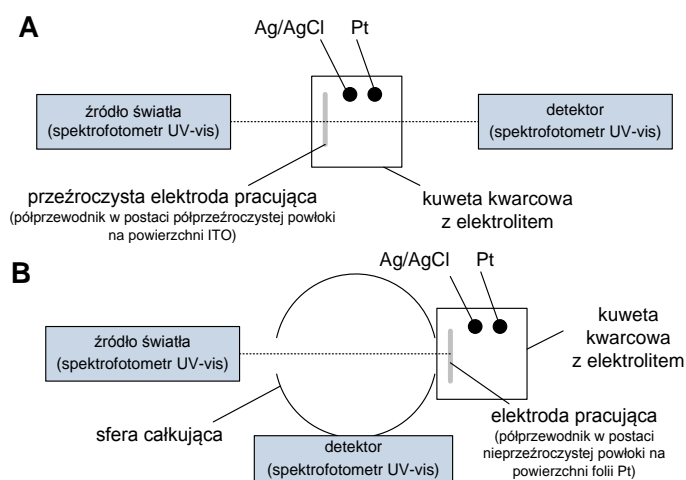 A
Ag/AgCl
Pt
źródło światła
(spektrofotometr UV-vis)
detektor
(spektrofotometr UV-vis)
przeźroczysta elektroda pracująca
(półprzewodnik w postaci półprzeźroczystej powłoki
na powierzchni ITO)
kuweta kwarcowa
z elektrolitem
B
Ag/AgCl
Pt
źródło światła
(spektrofotometr UV-vis)
kuweta
kwarcowa
z elektrolitem
sfera całkująca
elektroda pracująca
(półprzewodnik w postaci
nieprzeźroczystej powłoki na
powierzchni folii Pt)
detektor
(spektrofotometr UV-vis)